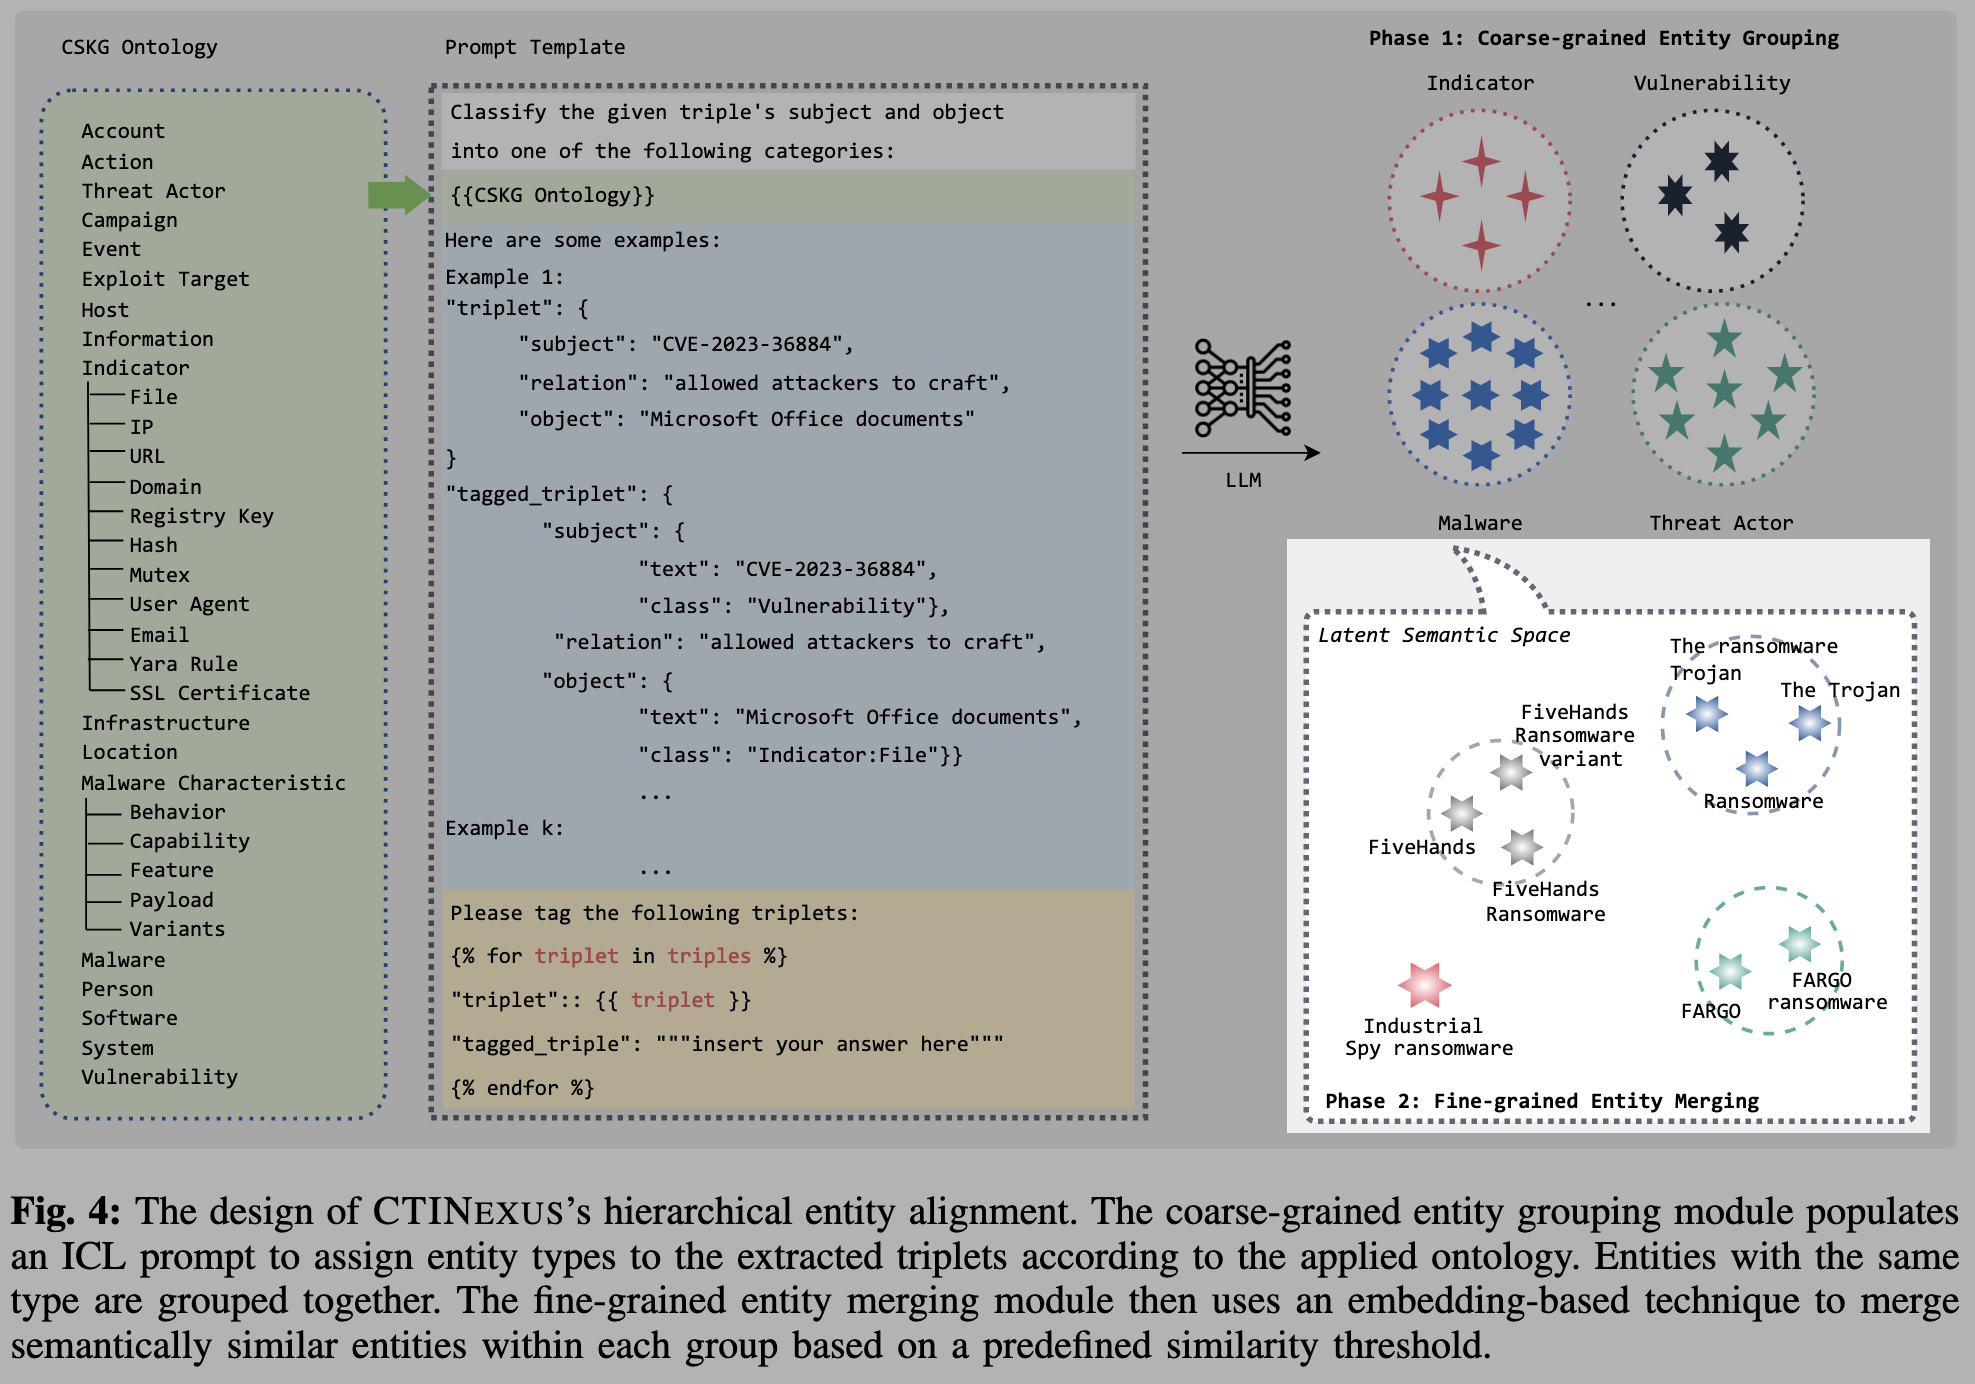 CSKG Ontology
Account
Action
Threat Actor
Campaign
Event
Exploit Target
Host
Information
Indicator
File
IP
URL
Domain
Registry Key
Hash
Mutex
User Agent
Email
Yara Rule
SSL Certificate
Infrastructure
Location
Malware Characteristic
Behavior
Capability
Feature
Payload
Variants
Malware
Person
Software
System
Vulnerability
Prompt Template
Classify the given triple's subject and object
into one of the following categories:
{{CSKG Ontology}}
Here are some examples:
Example 1:
"triplet": {
"subject": "CVE-2023-36884",
"relation": "allowed attackers to craft",
"object": "Microsoft Office documents"
}
"tagged_triplet": {
"subject": {
"text": "CVE-2023-36884",
"class": "Vulnerability"},
"relation": "allowed attackers to craft",
"object": {
"text": "Microsoft Office documents",
"class": "Indicator:File"}}
...
Example k:
...
Please tag the following triplets:
{% for triplet in triples %}
"triplet":: {{ triplet }}
"tagged_triple": """insert your answer here"""
{% endfor %}
LLM
Phase 1: Coarse-grained Entity Grouping
Indicator
Vulnerability
...
Malware
Threat Actor
Latent Semantic Space
The ransomware
Trojan
The Trojan
Ransomware
FiveHands
Ransomware
variant
FiveHands
FiveHands
Ransomware
FARGO
FARGO
ransomware
Industrial
Spy ransomware
Phase 2: Fine-grained Entity Merging
Fig. 4: The design of CTINEXUS's hierarchical entity alignment. The coarse-grained entity grouping module populates
an ICL prompt to assign entity types to the extracted triplets according to the applied ontology. Entities with the same
type are grouped together. The fine-grained entity merging module then uses an embedding-based technique to merge
semantically similar entities within each group based on a predefined similarity threshold.